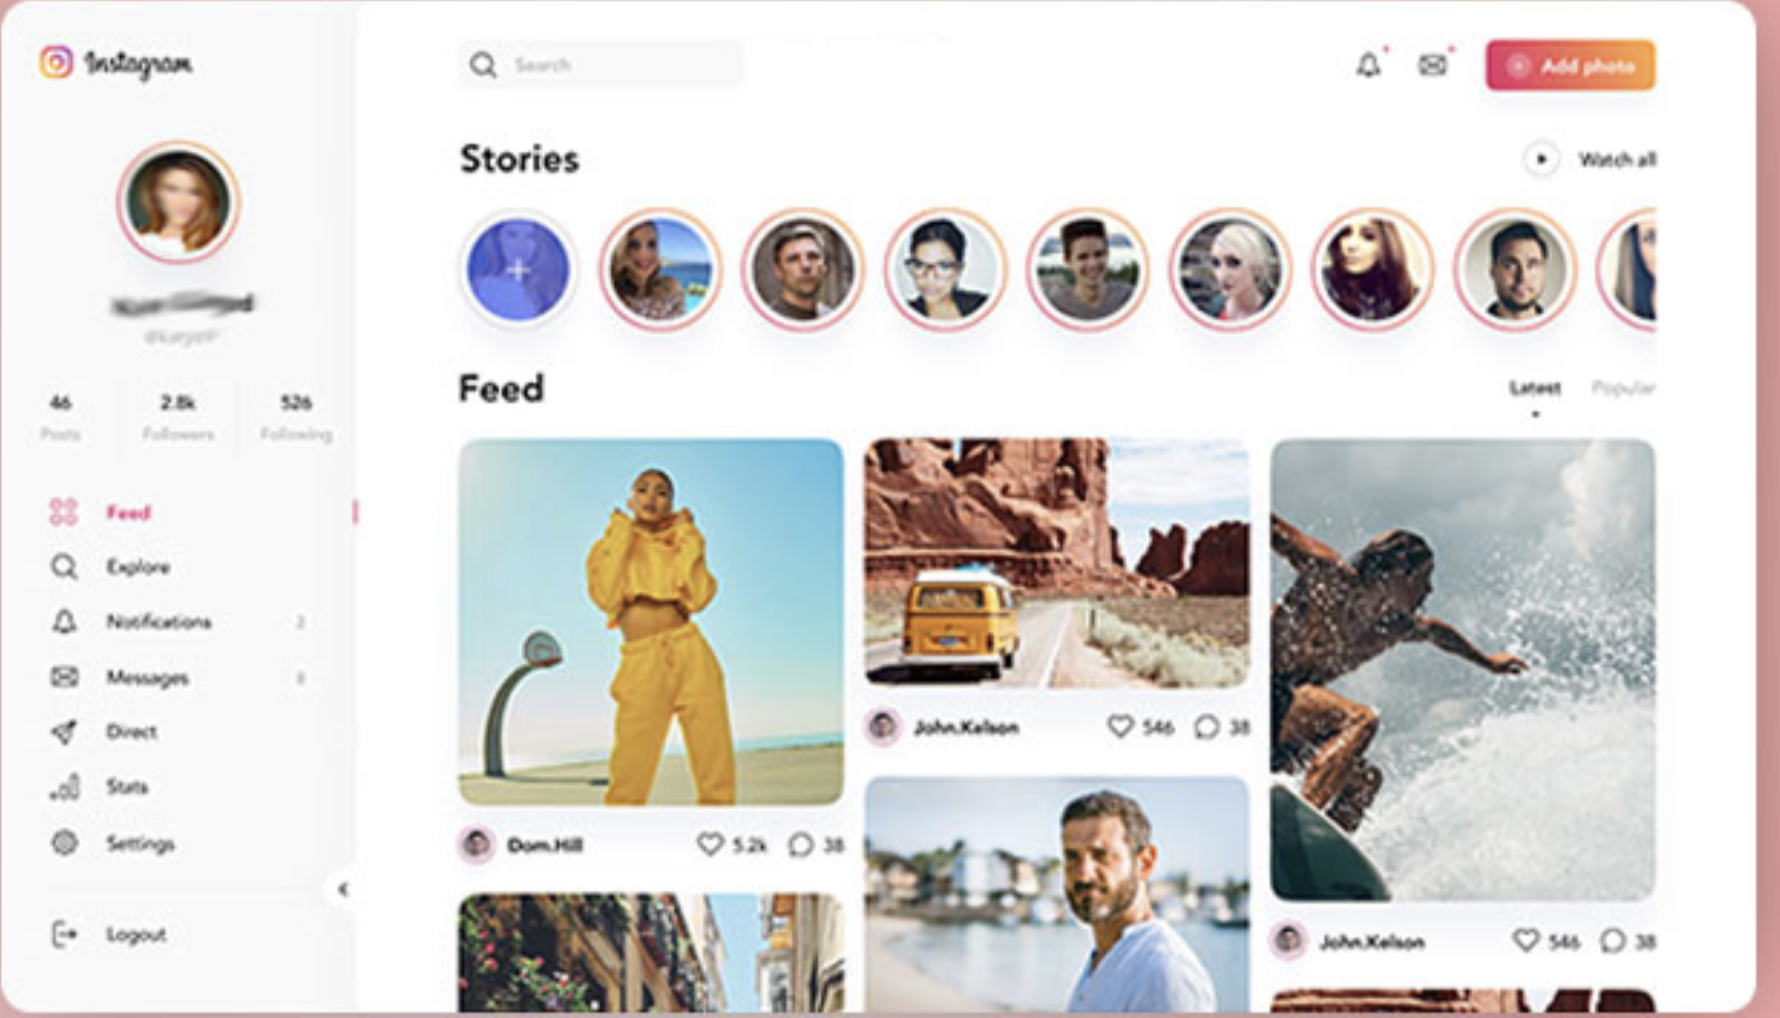 Instagram
Search
Add photo
Stories
Watch all
Feed
Latest Popular
46 2.8k 526
Posts Followers Following
Feed
Explore
Notifications 2
Messages 8
Direct
Stats
Settings
Logout
John.Kelson 546 38
Dom.Hill 5.2k 38
John.Kelson 546 38